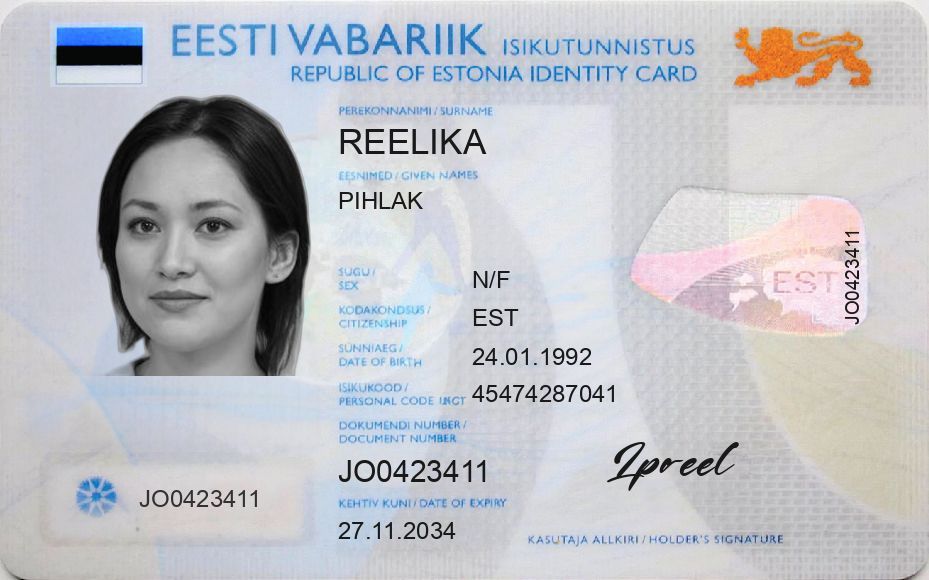 EESTI VABARIIK ISIKUTUNNISTUS
REPUBLIC OF ESTONIA IDENTITY CARD
PEREKONNANIMI / SURNAME
REELIKA
EESNIMED / GIVEN NAMES
PIHLAK
SUGU /
SEX
N/F
KODAKONDSUS /
CITIZENSHIP
EST
SÜNNIAEG /
DATE OF BIRTH
24.01.1992
ISIKUKOOD /
PERSONAL CODE
45474287041
DOKUMENDI NUMBER /
DOCUMENT NUMBER
JO0423411
KEHTIV KUNI / DATE OF EXPIRY
27.11.2034
JO0423411
EST
JO0423411
KASUTAJA ALLKIRI / HOLDER'S SIGNATURE